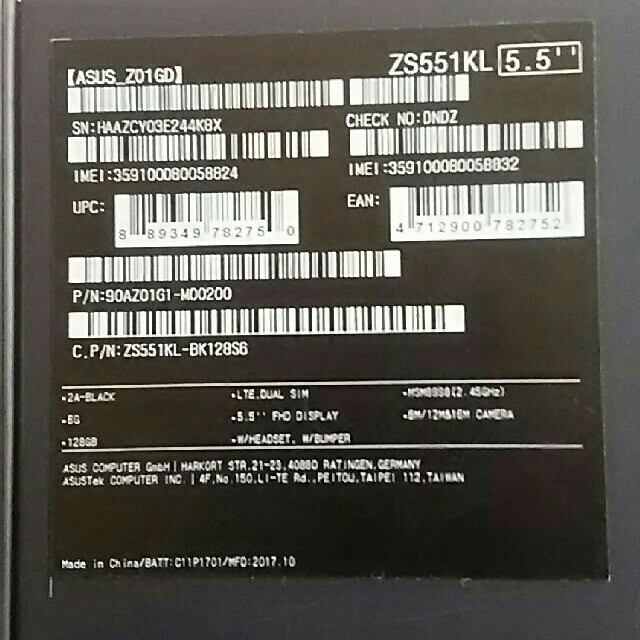 【ASUS_Z01GD】 ZS551KL 5.5''
SN:HAAZCY03E244K8X CHECK NO:DNDZ
IMEI:359100080058824 IMEI:359100080058832
UPC: 8 89349 78275 0 EAN: 4 712900 782752
P/N:90AZ01G1-M00200
C.P/N:ZS551KL-BK128S6
•2A-BLACK •LTE,DUAL SIM •MSM8998(2.45GHz)
•6G •5.5'' FHD DISPLAY •8M/12M&16M CAMERA
•128GB •W/HEADSET, W/BUMPER
ASUS COMPUTER GmbH | HARKORT STR.21-23,40880 RATINGEN,GERMANY
ASUSTek COMPUTER INC. | 4F,No.150,LI-TE Rd.,PEITOU,TAIPEI 112,TAIWAN
Made in China/BATT:C11P1701/MFD:2017.10